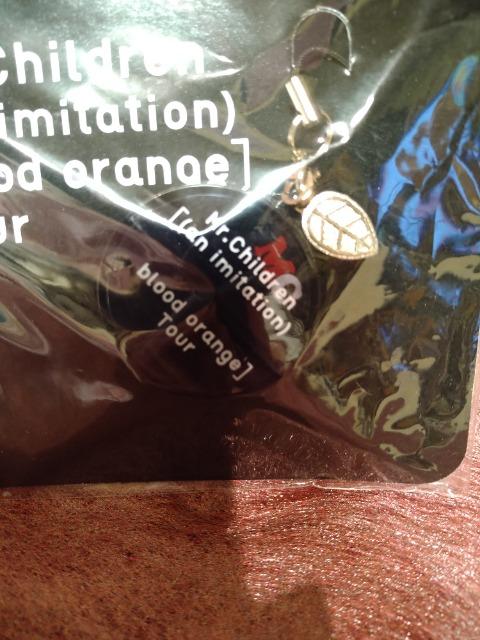 Children
imitation)
od orange]
ur
Mr.Children
[(an imitation)
blood orange]
Tour